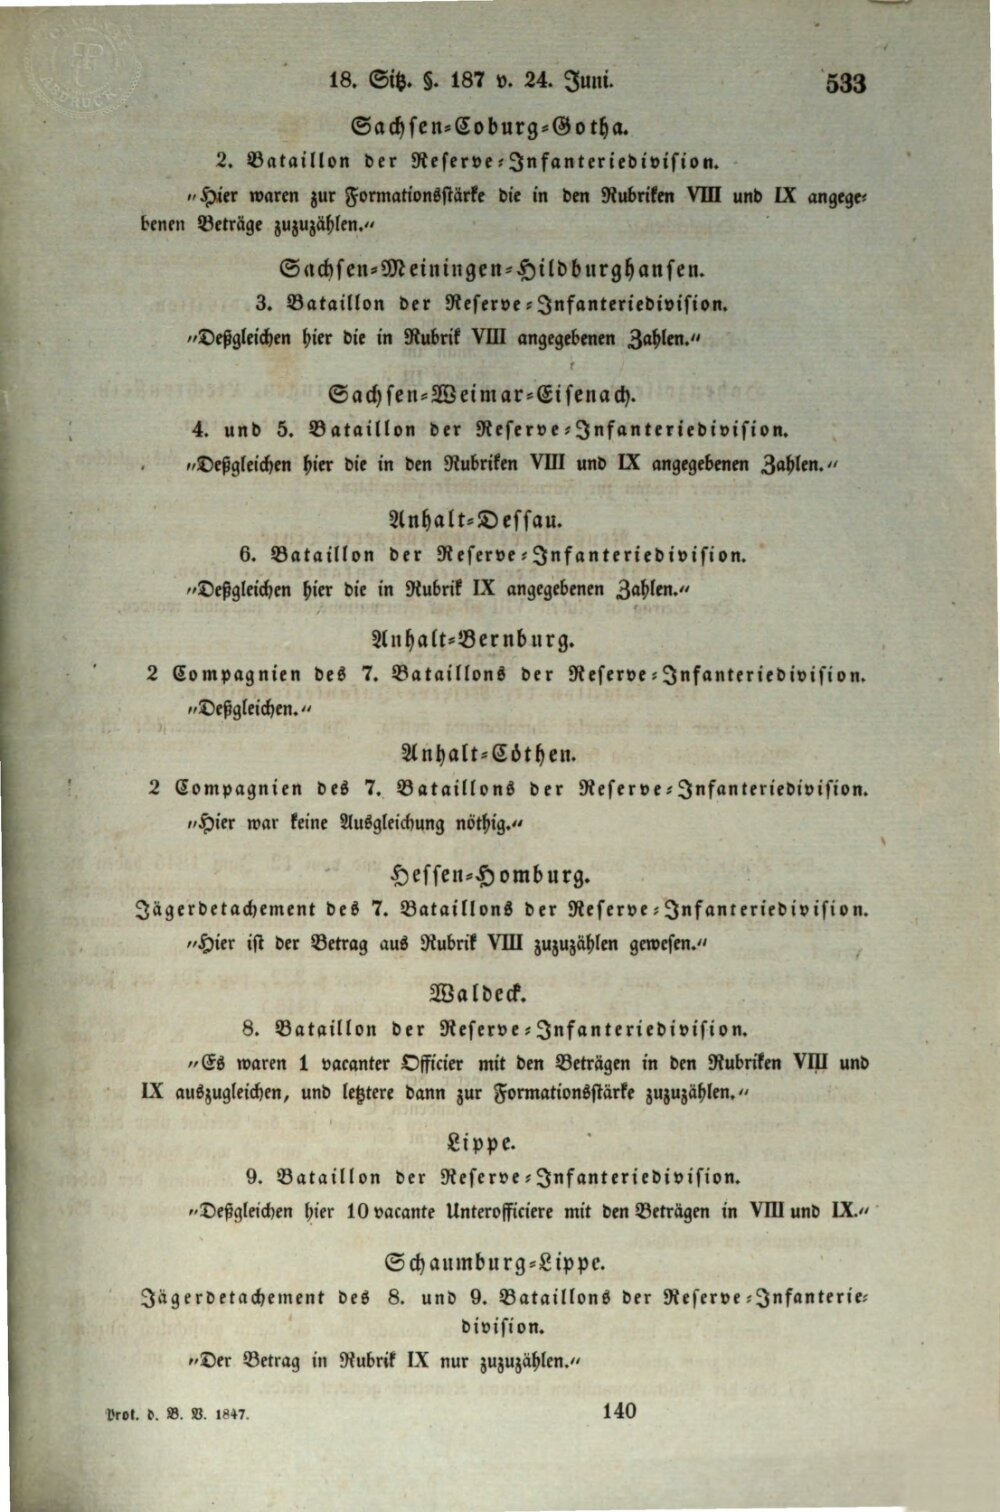 18. Sitz. §. 187 v. 24. Juni.
533
Sachsen-Coburg-Gotha.
2. Bataillon der Reserve-Infanteriedivision.
„Hier waren zur Formationsstärke die in den Rubriken VIII und IX angege-
benen Beträge zuzuzählen.“
Sachsen-Meiningen-Hildburghausen.
3. Bataillon der Reserve-Infanteriedivision.
„Deßgleichen hier die in Rubrik VIII angegebenen Zahlen.“
Sachsen-Weimar-Eisenach.
4. und 5. Bataillon der Reserve-Infanteriedivision.
„Deßgleichen hier die in den Rubriken VIII und IX angegebenen Zahlen.“
Anhalt-Dessau.
6. Bataillon der Reserve-Infanteriedivision.
„Deßgleichen hier die in Rubrik IX angegebenen Zahlen.“
Anhalt-Bernburg.
2 Compagnien des 7. Bataillons der Reserve-Infanteriedivision.
„Deßgleichen.“
Anhalt-Cöthen.
2 Compagnien des 7. Bataillons der Reserve-Infanteriedivision.
„Hier war keine Ausgleichung nöthig.“
Hessen-Homburg.
Jägerdetachement des 7. Bataillons der Reserve-Infanteriedivision.
„Hier ist der Betrag aus Rubrik VIII zuzuzählen gewesen.“
Waldeck.
8. Bataillon der Reserve-Infanteriedivision.
„Es waren 1 vacanter Officier mit den Beträgen in den Rubriken VIII und
IX auszugleichen, und letztere dann zur Formationsstärke zuzuzählen.“
Lippe.
9. Bataillon der Reserve-Infanteriedivision.
„Deßgleichen hier 10 vacante Unterofficiere mit den Beträgen in VIII und IX.“
Schaumburg-Lippe.
Jägerdetachement des 8. und 9. Bataillons der Reserve-Infanterie-
division.
„Der Betrag in Rubrik IX nur zuzuzählen.“
Prot. d. B. V. 1847.
140